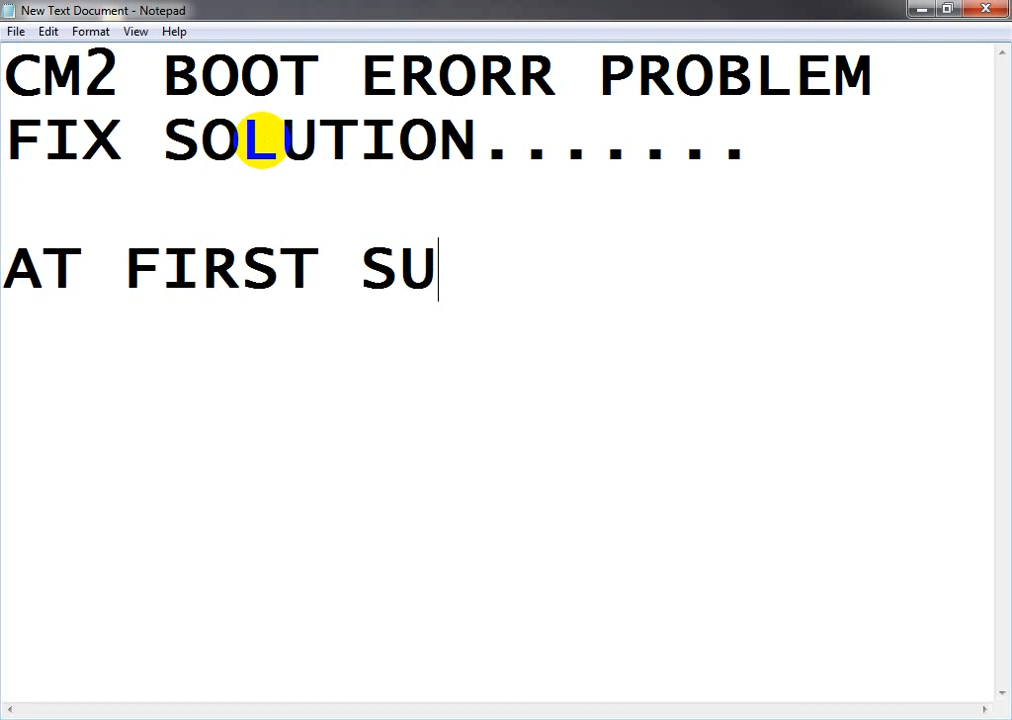 New Text Document - Notepad
File Edit Format View Help
CM2 BOOT ERORR PROBLEM
FIX SOLUTION.......
AT FIRST SU